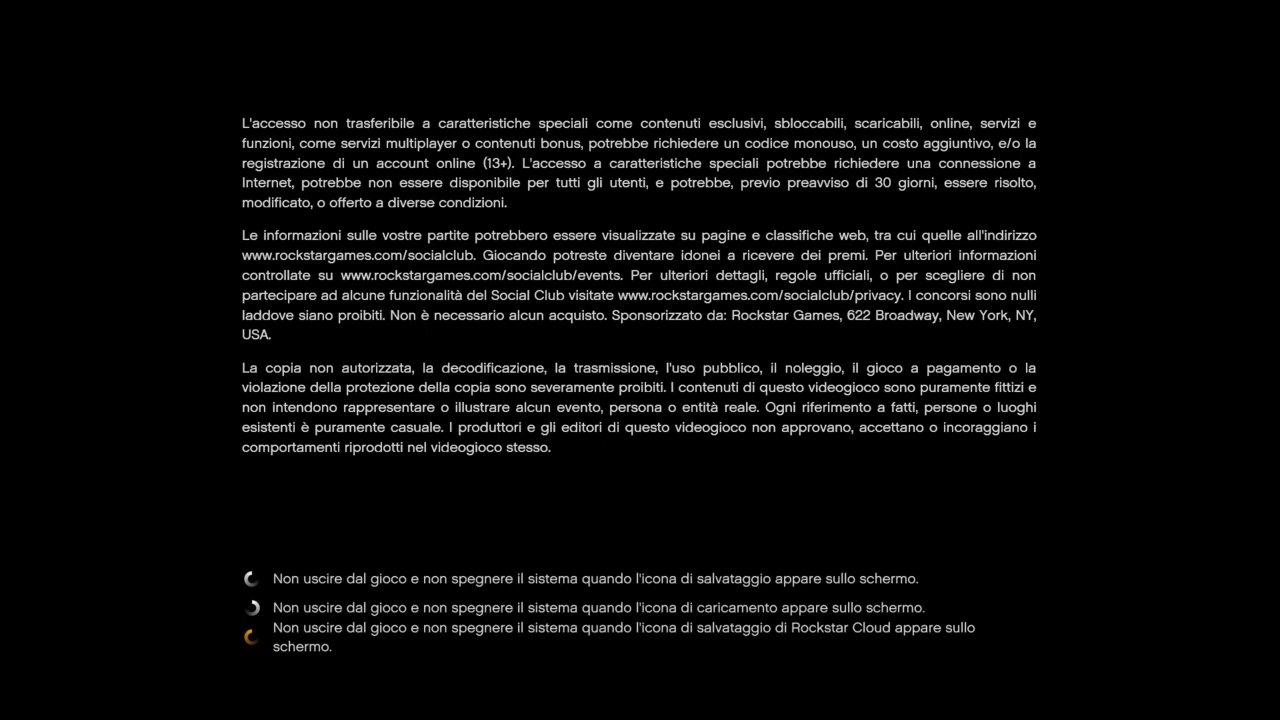 L'accesso non trasferibile a caratteristiche speciali come contenuti esclusivi, sbloccabili, scaricabili, online, servizi e
funzioni, come servizi multiplayer o contenuti bonus, potrebbe richiedere un codice monouso, un costo aggiuntivo, e/o la
registrazione di un account online (13+). L'accesso a caratteristiche speciali potrebbe richiedere una connessione a
Internet, potrebbe non essere disponibile per tutti gli utenti, e potrebbe, previo preavviso di 30 giorni, essere risolto,
modificato, o offerto a diverse condizioni.
Le informazioni sulle vostre partite potrebbero essere visualizzate su pagine e classifiche web, tra cui quelle all'indirizzo
www.rockstargames.com/socialclub. Giocando potreste diventare idonei a ricevere dei premi. Per ulteriori informazioni
controllate su www.rockstargames.com/socialclub/events. Per ulteriori dettagli, regole ufficiali, o per scegliere di non
partecipare ad alcune funzionalità del Social Club visitate www.rockstargames.com/socialclub/privacy. I concorsi sono nulli
laddove siano proibiti. Non è necessario alcun acquisto. Sponsorizzato da: Rockstar Games, 622 Broadway, New York, NY,
USA.
La copia non autorizzata, la decodificazione, la trasmissione, l'uso pubblico, il noleggio, il gioco a pagamento o la
violazione della protezione della copia sono severamente proibiti. I contenuti di questo videogioco sono puramente fittizi e
non intendono rappresentare o illustrare alcun evento, persona o entità reale. Ogni riferimento a fatti, persone o luoghi
esistenti è puramente casuale. I produttori e gli editori di questo videogioco non approvano, accettano o incoraggiano i
comportamenti riprodotti nel videogioco stesso.
Non uscire dal gioco e non spegnere il sistema quando l'icona di salvataggio appare sullo schermo.
Non uscire dal gioco e non spegnere il sistema quando l'icona di caricamento appare sullo schermo.
Non uscire dal gioco e non spegnere il sistema quando l'icona di salvataggio di Rockstar Cloud appare sullo
schermo.